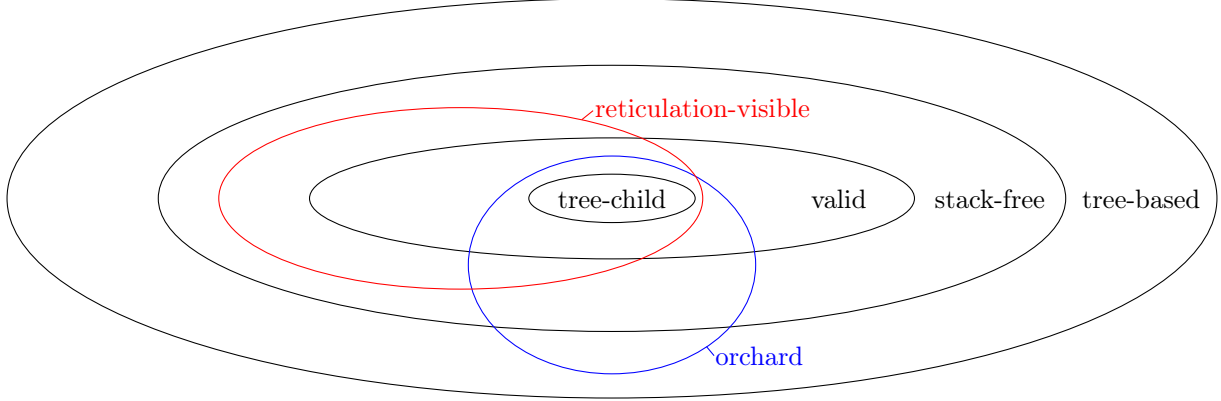 reticulation-visible
tree-child
valid
stack-free
tree-based
orchard